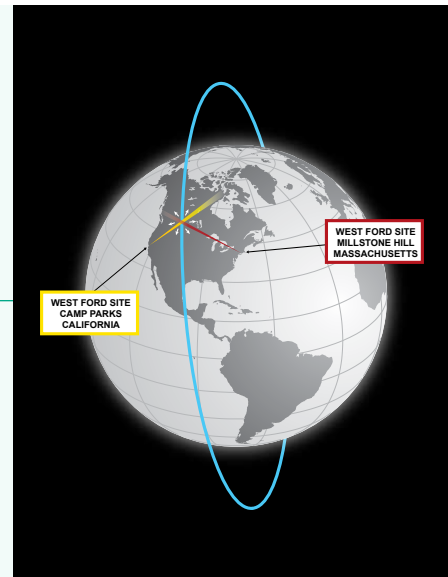 WEST FORD SITE
MILLSTONE HILL
MASSACHUSETTS
WEST FORD SITE
CAMP PARKS
CALIFORNIA